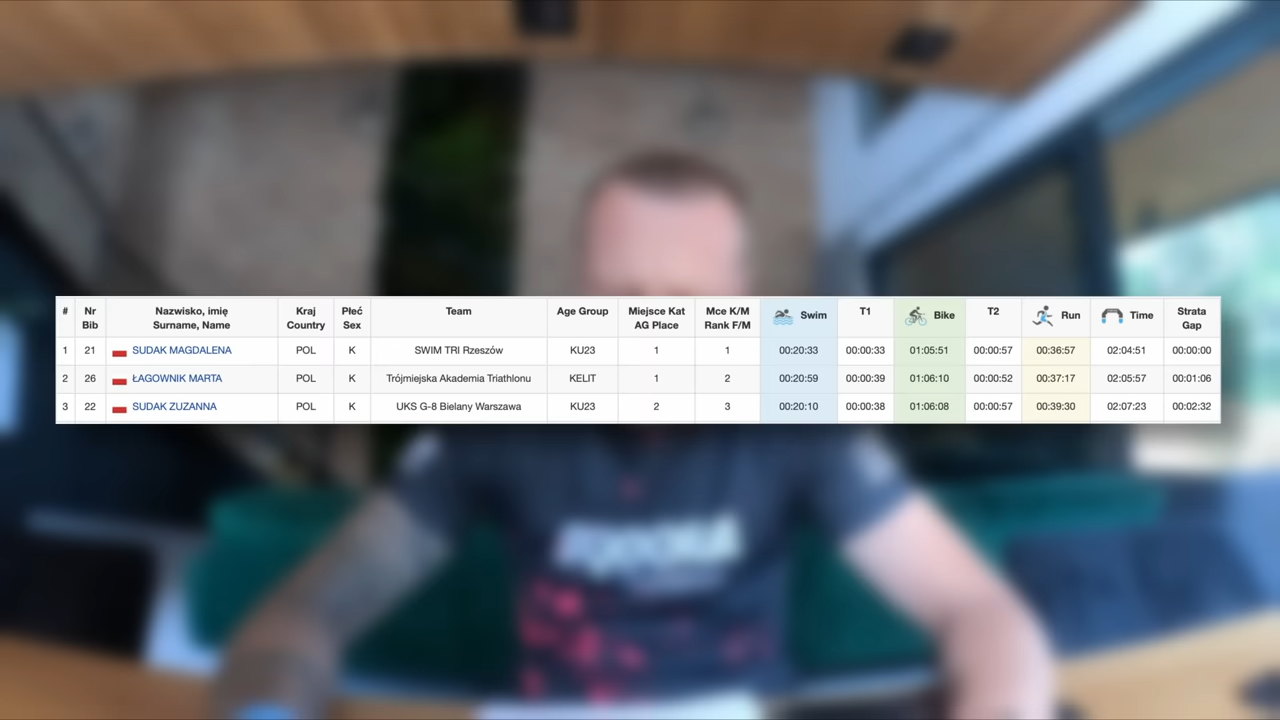 # Nr Bib Nazwisko, imię Surname, Name Kraj Country Płeć Sex Team Age Group Miejsce Kat AG Place Mce K/M Rank F/M Swim T1 Bike T2 Run Time Strata Gap
1 21 SUDAK MAGDALENA POL K SWIM TRI Rzeszów KU23 1 1 00:20:33 00:00:33 01:05:51 00:00:57 00:36:57 02:04:51 00:00:00
2 26 ŁAGOWNIK MARTA POL K Trójmiejska Akademia Triathlonu KELIT 1 2 00:20:59 00:00:39 01:06:10 00:00:52 00:37:17 02:05:57 00:01:06
3 22 SUDAK ZUZANNA POL K UKS G-8 Bielany Warszawa KU23 2 3 00:20:10 00:00:38 01:06:08 00:00:57 00:39:30 02:07:23 00:02:32